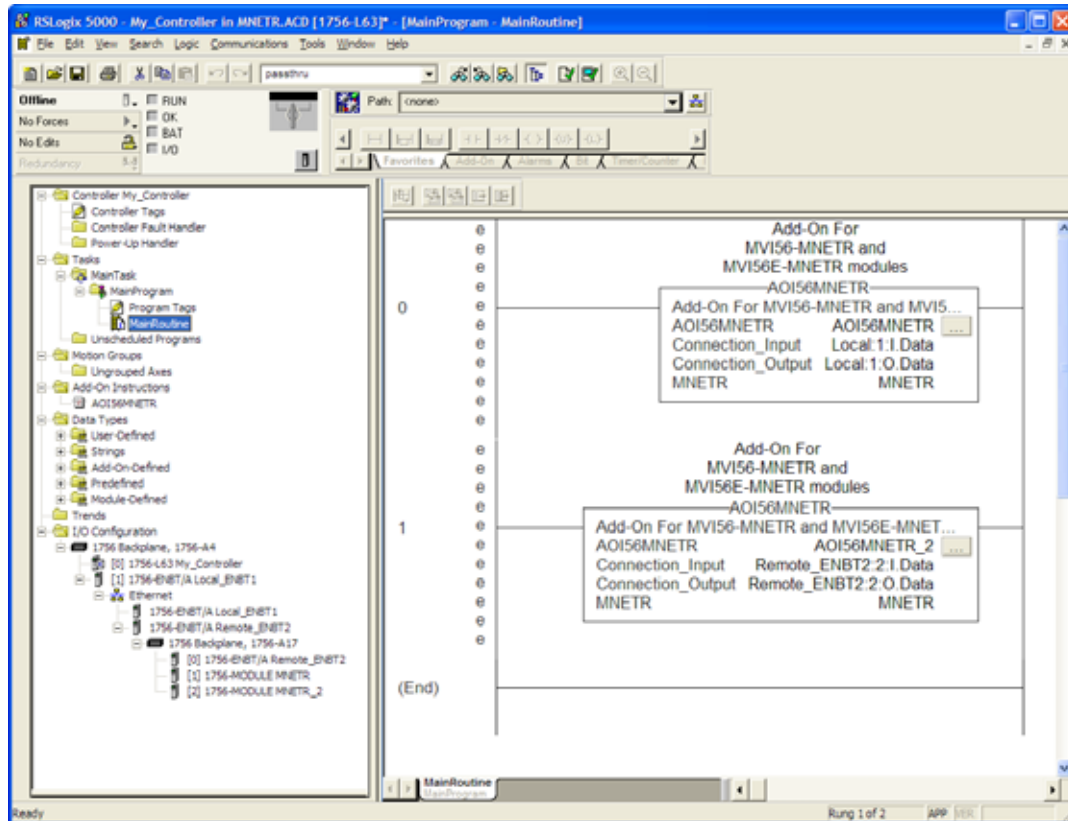 RSLogix 5000 - My_Controller in MNETR.ACD [1756-L63]* - [MainProgram - MainRoutine]
File Edit View Search Logic Communications Tools Window Help
passthru
Offline
RUN
No Forces
OK
No Edits
BAT
Redundancy
I/O
Path: <none>
Favorites Add-On Alarms Bit Timer/Counter
Controller My_Controller
Controller Tags
Controller Fault Handler
Power-Up Handler
Tasks
MainTask
MainProgram
Program Tags
MainRoutine
Unscheduled Programs
Motion Groups
Ungrouped Axes
Add-On Instructions
AOI56MNETR
Data Types
User-Defined
Strings
Add-On-Defined
Predefined
Module-Defined
Trends
I/O Configuration
1756 Backplane, 1756-A4
[0] 1756-L63 My_Controller
[1] 1756-ENBT/A Local_ENBT1
Ethernet
1756-ENBT/A Local_ENBT1
1756-ENBT/A Remote_ENBT2
1756 Backplane, 1756-A17
[0] 1756-ENBT/A Remote_ENBT2
[1] 1756-MODULE MNETR
[2] 1756-MODULE MNETR_2
e
e
e
e
0 e
e
e
e
e
e
e
Add-On For
MVI56-MNETR and
MVI56E-MNETR modules
AOI56MNETR
Add-On For MVI56-MNETR and MVI5...
AOI56MNETR AOI56MNETR ...
Connection_Input Local:1:I.Data
Connection_Output Local:1:O.Data
MNETR MNETR
e
e
e
e
1 e
e
e
e
e
e
e
Add-On For
MVI56-MNETR and
MVI56E-MNETR modules
AOI56MNETR
Add-On For MVI56-MNETR and MVI56E-MNET...
AOI56MNETR AOI56MNETR_2 ...
Connection_Input Remote_ENBT2:2:I.Data
Connection_Output Remote_ENBT2:2:O.Data
MNETR MNETR
(End)
MainRoutine
MainProgram
Ready
Rung 1 of 2 APP VER